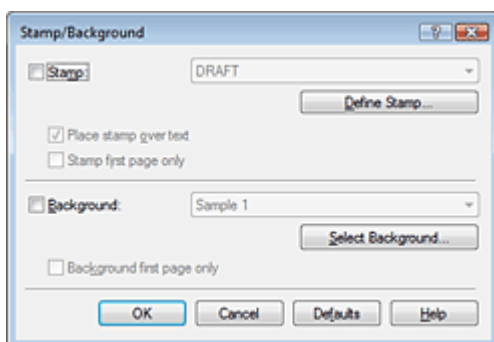 Stamp/Background
Stamp: DRAFT
Define Stamp...
Place stamp over text
Stamp first page only
Background: Sample 1
Select Background...
Background first page only
OK Cancel Defaults Help